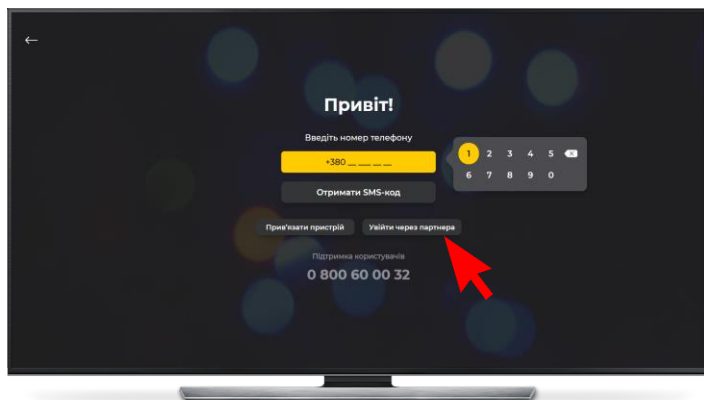 ←
Привіт!
Введіть номер телефону
+380 __ ___ __ __
1 2 3 4 5
6 7 8 9 0
Отримати SMS-код
Прив'язати пристрій Увійти через партнера
Підтримка користувачів
0 800 60 00 32